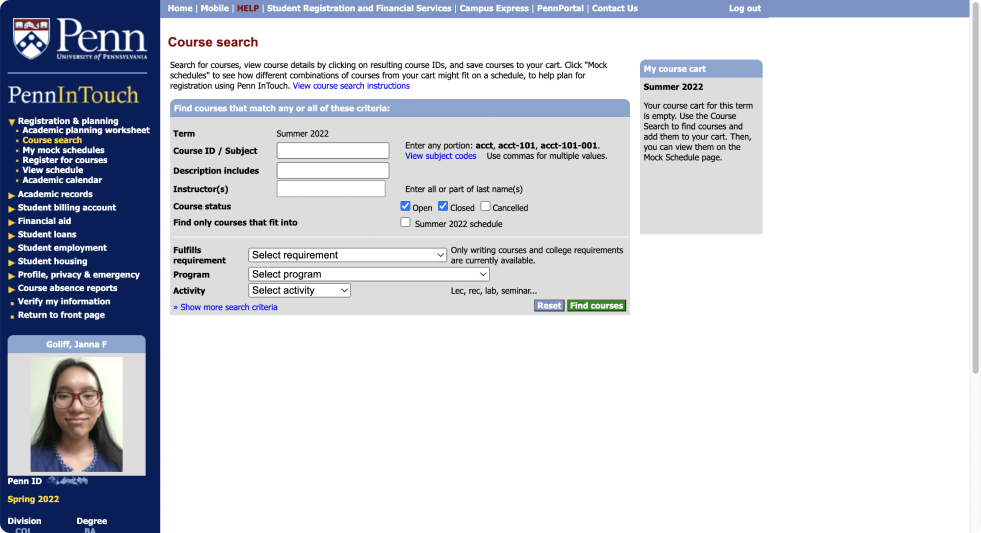 Home | Mobile | HELP | Student Registration and Financial Services | Campus Express | PennPortal | Contact Us
Log out
Penn
UNIVERSITY of PENNSYLVANIA
PennInTouch
Registration & planning
Academic planning worksheet
Course search
My mock schedules
Register for courses
View schedule
Academic calendar
Academic records
Student billing account
Financial aid
Student loans
Student employment
Student housing
Profile, privacy & emergency
Course absence reports
Verify my information
Return to front page
Goliff, Janna F
Penn ID
Spring 2022
Division Degree
COL BA
Course search
Search for courses, view course details by clicking on resulting course IDs, and save courses to your cart. Click "Mock
schedules" to see how different combinations of courses from your cart might fit on a schedule, to help plan for
registration using Penn InTouch. View course search instructions
Find courses that match any or all of these criteria:
Term Summer 2022
Course ID / Subject Enter any portion: acct, acct-101, acct-101-001.
View subject codes Use commas for multiple values.
Description includes
Instructor(s) Enter all or part of last name(s)
Course status Open Closed Cancelled
Find only courses that fit into Summer 2022 schedule
Fulfills
requirement
Select requirement
Only writing courses and college requirements
are currently available.
Program Select program
Activity Select activity Lec, rec, lab, seminar...
» Show more search criteria
Reset Find courses
My course cart
Summer 2022
Your course cart for this term
is empty. Use the Course
Search to find courses and
add them to your cart. Then,
you can view them on the
Mock Schedule page.